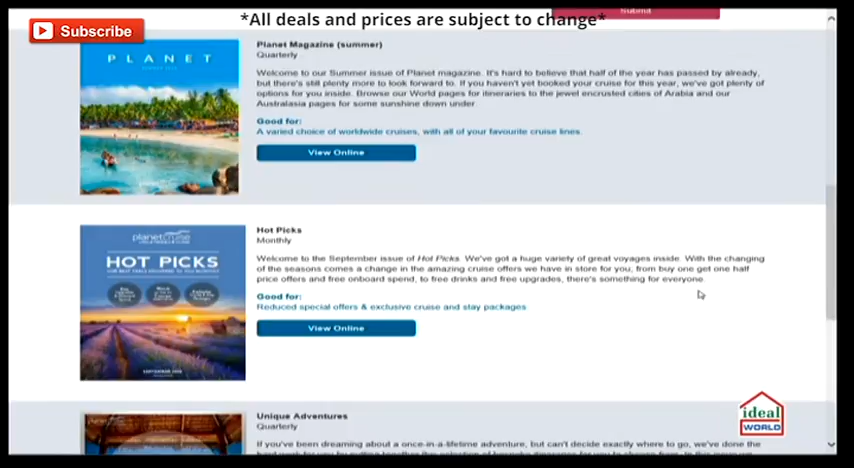 *All deals and prices are subject to change*
Submit
Subscribe
PLANET
Planet Magazine (summer)
Quarterly
Welcome to our Summer issue of Planet magazine. It's hard to believe that half of the year has passed by already,
but there's still plenty more to look forward to. If you haven't yet booked your cruise for this year, we've got plenty of
options for you inside. Browse our World pages for itineraries to the jewel encrusted cities of Arabia and our
Australasia pages for some sunshine down under.
Good for:
A varied choice of worldwide cruises, with all of your favourite cruise lines.
View Online
planetcruise
HOT PICKS
Hot Picks
Monthly
Welcome to the September issue of Hot Picks. We've got a huge variety of great voyages inside. With the changing
of the seasons comes a change in the amazing cruise offers we have in store for you, from buy one get one half
price offers and free onboard spend, to free drinks and free upgrades, there's something for everyone.
Good for:
Reduced special offers & exclusive cruise and stay packages
View Online
Unique Adventures
Quarterly
If you've been dreaming about a once-in-a-lifetime adventure, but can't decide exactly where to go, we've done the
ideal
WORLD